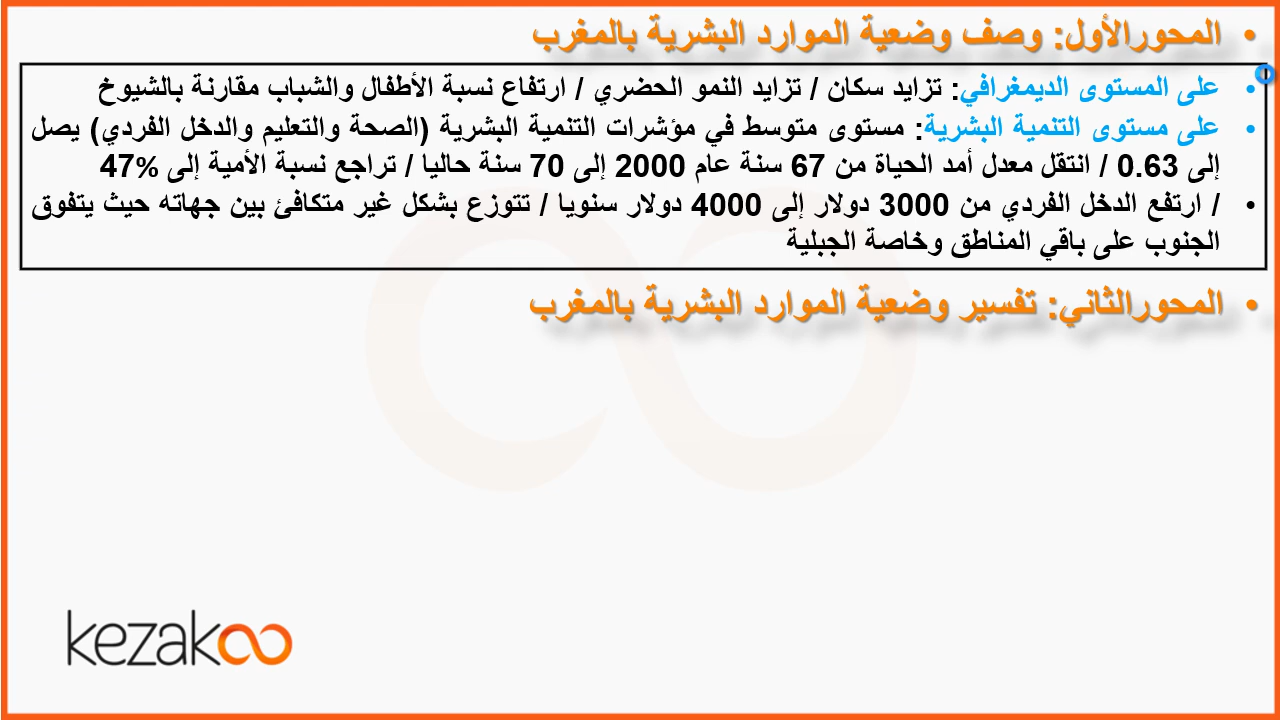 • المحورالأول: وصف وضعية الموارد البشرية بالمغرب
• على المستوى الديمغرافي: تزايد سكان / تزايد النمو الحضري / ارتفاع نسبة الأطفال والشباب مقارنة بالشيوخ
• على مستوى التنمية البشرية: مستوى متوسط في مؤشرات التنمية البشرية (الصحة والتعليم والدخل الفردي) يصل
إلى 0.63 / انتقل معدل أمد الحياة من 67 سنة عام 2000 إلى 70 سنة حاليا / تراجع نسبة الأمية إلى %47
• / ارتفع الدخل الفردي من 3000 دولار إلى 4000 دولار سنويا / تتوزع بشكل غير متكافئ بين جهاته حيث يتفوق
الجنوب على باقي المناطق وخاصة الجبلية
• المحورالثاني: تفسير وضعية الموارد البشرية بالمغرب
kezakoo